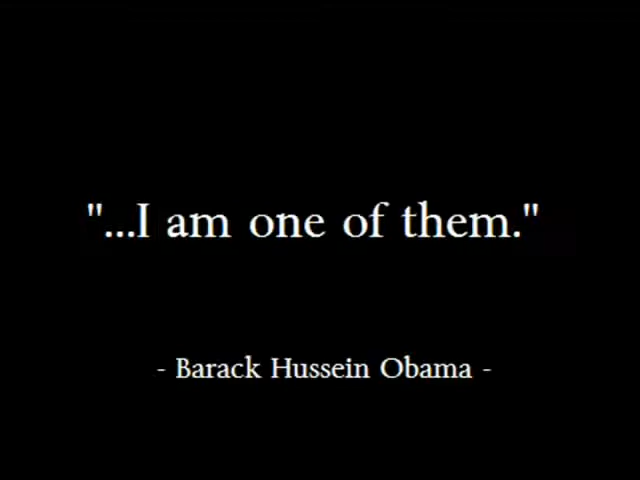 "...I am one of them."
- Barack Hussein Obama -